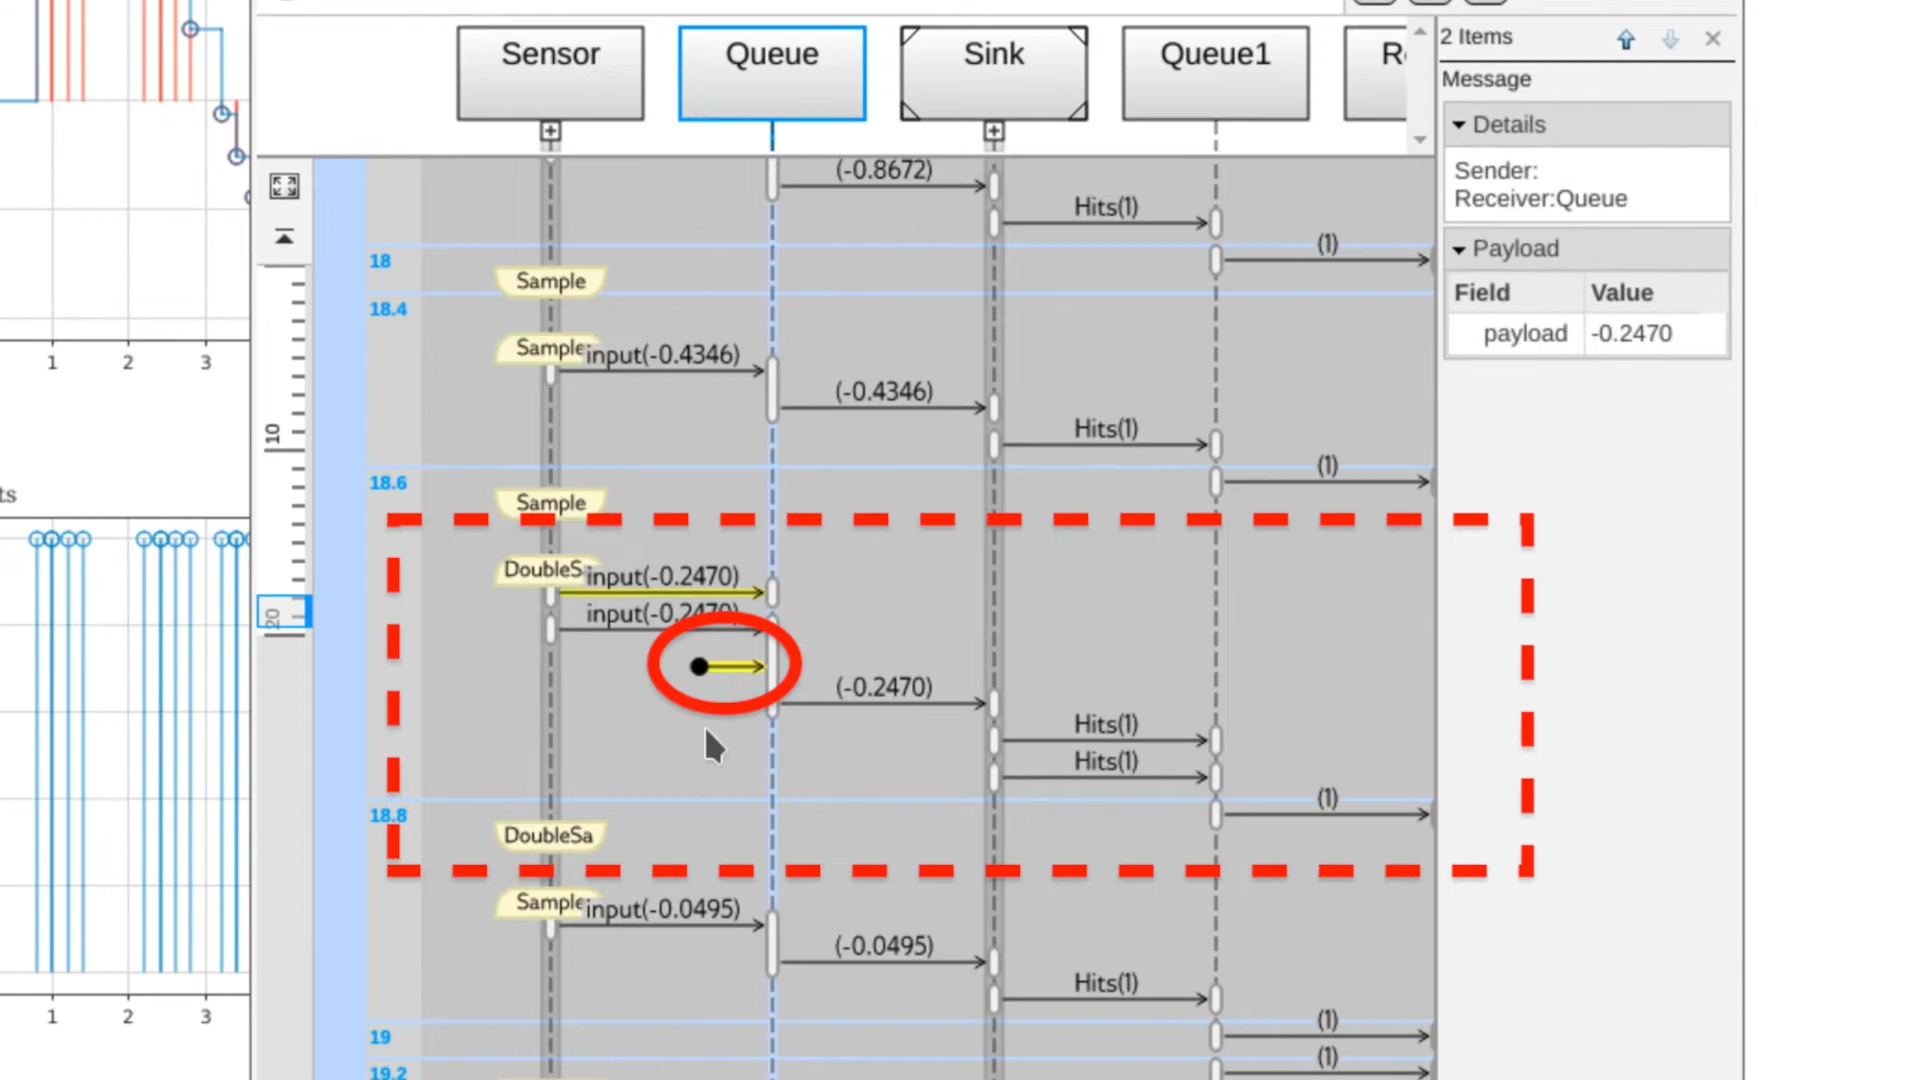 Sensor
Queue
Sink
Queue1
R
2 Items
Message
Details
Sender:
Receiver:Queue
Payload
Field Value
payload -0.2470
(-0.8672)
Hits(1)
(1)
18
Sample
18.4
Sample
input(-0.4346)
(-0.4346)
Hits(1)
(1)
18.6
Sample
DoubleS
input(-0.2470)
input(-0.2470)
(-0.2470)
Hits(1)
Hits(1)
(1)
18.8
DoubleSa
Sample
input(-0.0495)
(-0.0495)
Hits(1)
(1)
19
(1)
19.2
10
20
1 2 3
ts
1 2 3